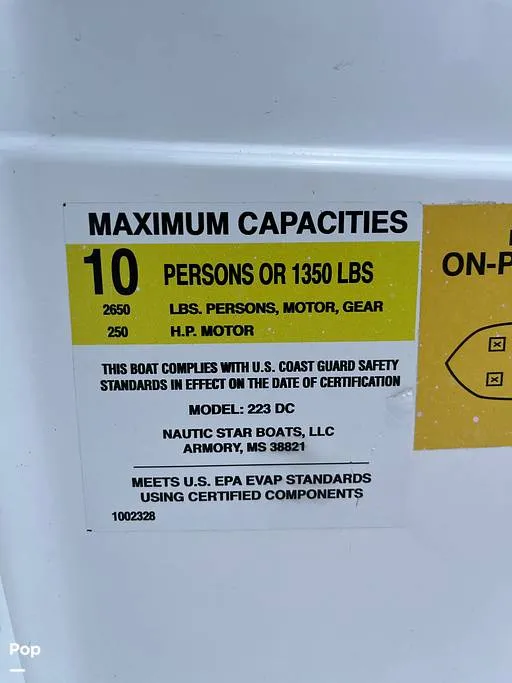 MAXIMUM CAPACITIES
10 PERSONS OR 1350 LBS
2650 LBS. PERSONS, MOTOR, GEAR
250 H.P. MOTOR
THIS BOAT COMPLIES WITH U.S. COAST GUARD SAFETY
STANDARDS IN EFFECT ON THE DATE OF CERTIFICATION
MODEL: 223 DC
NAUTIC STAR BOATS, LLC
ARMORY, MS 38821
MEETS U.S. EPA EVAP STANDARDS
USING CERTIFIED COMPONENTS
1002328
ON-P
Pop